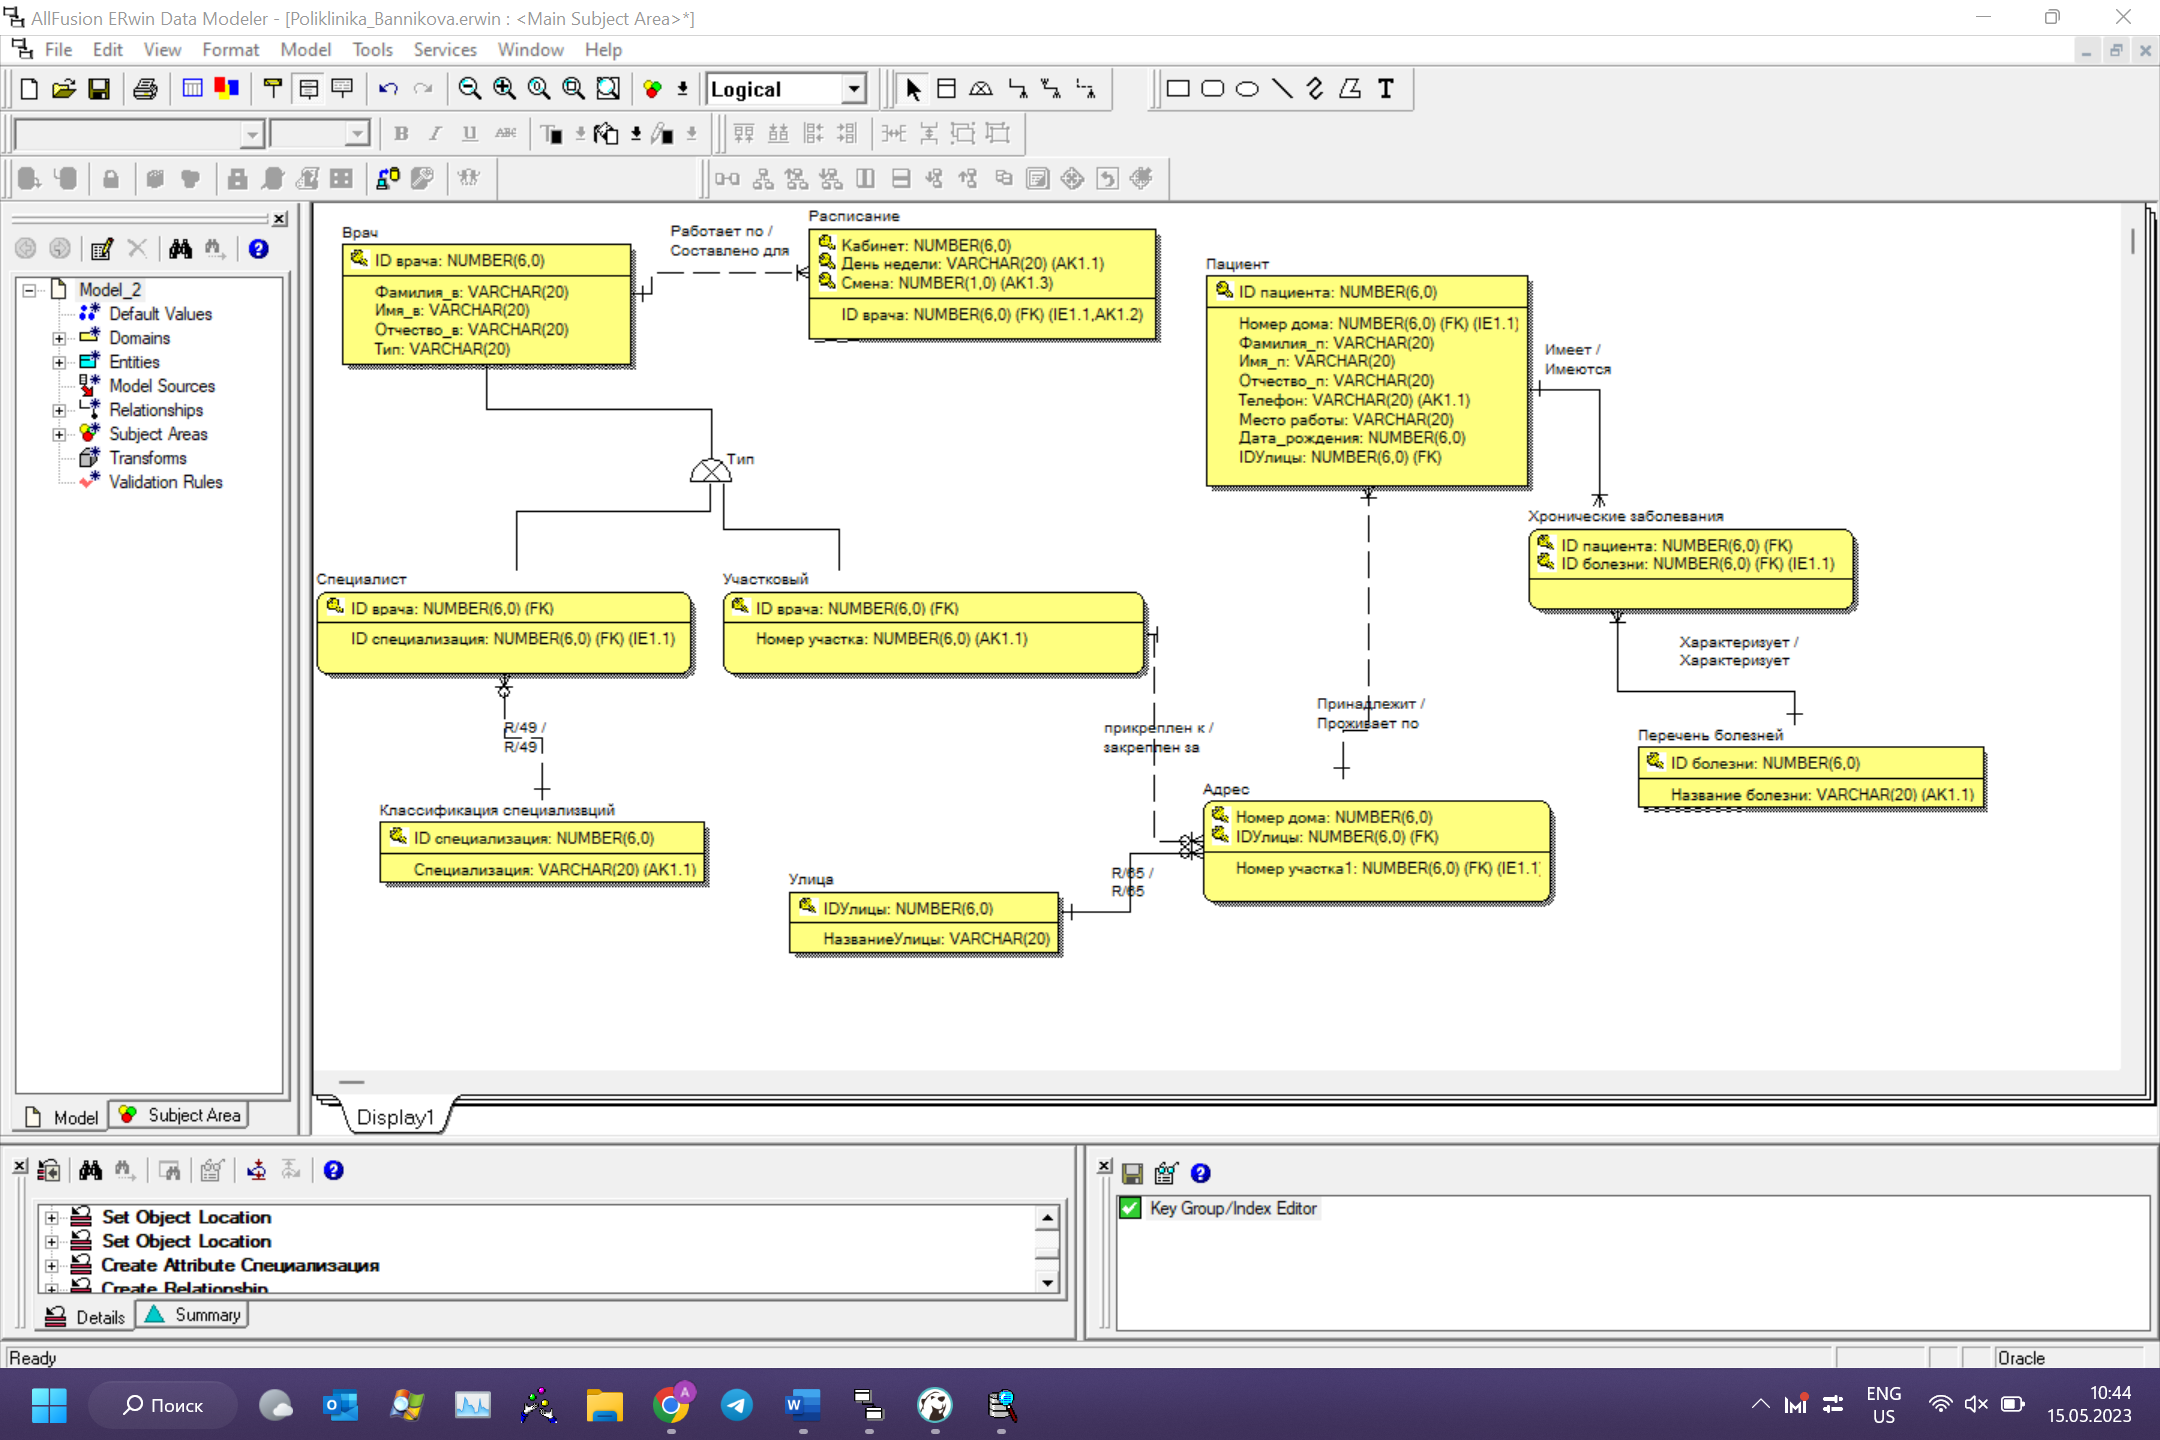 AllFusion ERwin Data Modeler - [Poliklinika_Bannikova.erwin : <Main Subject Area>*]
File Edit View Format Model Tools Services Window Help
Logical
B I U ABC
Model_2
Default Values
Domains
Entities
Model Sources
Relationships
Subject Areas
Transforms
Validation Rules
Model
Subject Area
Врач
ID врача: NUMBER(6,0)
Фамилия_в: VARCHAR(20)
Имя_в: VARCHAR(20)
Отчество_в: VARCHAR(20)
Тип: VARCHAR(20)
Работает по /
Составлено для
Расписание
Кабинет: NUMBER(6,0)
День недели: VARCHAR(20) (AK1.1)
Смена: NUMBER(1,0) (AK1.3)
ID врача: NUMBER(6,0) (FK) (IE1.1,AK1.2)
Пациент
ID пациента: NUMBER(6,0)
Номер дома: NUMBER(6,0) (FK) (IE1.1)
Фамилия_п: VARCHAR(20)
Имя_п: VARCHAR(20)
Отчество_п: VARCHAR(20)
Телефон: VARCHAR(20) (AK1.1)
Место работы: VARCHAR(20)
Дата_рождения: NUMBER(6,0)
IDУлицы: NUMBER(6,0) (FK)
Имеет /
Имеются
Тип
Хронические заболевания
ID пациента: NUMBER(6,0) (FK)
ID болезни: NUMBER(6,0) (FK) (IE1.1)
Специалист
ID врача: NUMBER(6,0) (FK)
ID специализация: NUMBER(6,0) (FK) (IE1.1)
Участковый
ID врача: NUMBER(6,0) (FK)
Номер участка: NUMBER(6,0) (AK1.1)
Характеризует /
Характеризует
R/49 /
R/49
прикреплен к /
закреплен за
Принадлежит /
Проживает по
Перечень болезней
ID болезни: NUMBER(6,0)
Название болезни: VARCHAR(20) (AK1.1)
Классификация специализвций
ID специализация: NUMBER(6,0)
Специализация: VARCHAR(20) (AK1.1)
Адрес
Номер дома: NUMBER(6,0)
IDУлицы: NUMBER(6,0) (FK)
Номер участка1: NUMBER(6,0) (FK) (IE1.1)
R/65 /
R/65
Улица
IDУлицы: NUMBER(6,0)
НазваниеУлицы: VARCHAR(20)
Display1
Set Object Location
Set Object Location
Create Attribute Специализация
Create Relationship
Details
Summary
Key Group/Index Editor
Ready
Oracle
Поиск
ENG
US
10:44
15.05.2023